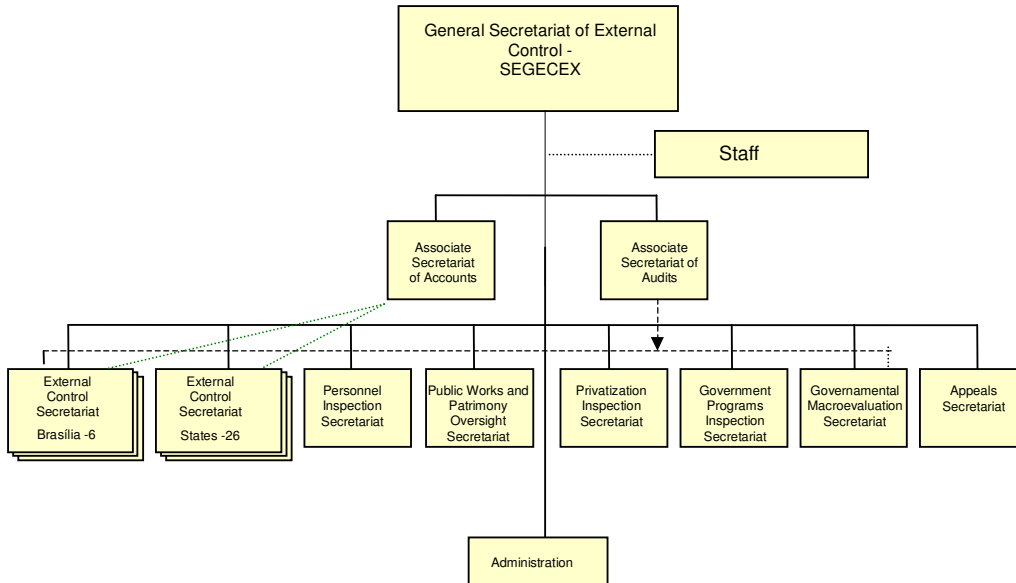 General Secretariat of External
Control -
SEGECEX
Staff
Associate
Secretariat
of Accounts
Associate
Secretariat of
Audits
External
Control
Secretariat
Brasília -6
External
Control
Secretariat
States -26
Personnel
Inspection
Secretariat
Public Works and
Patrimony
Oversight
Secretariat
Privatization
Inspection
Secretariat
Government
Programs
Inspection
Secretariat
Governamental
Macroevaluation
Secretariat
Appeals
Secretariat
Administration